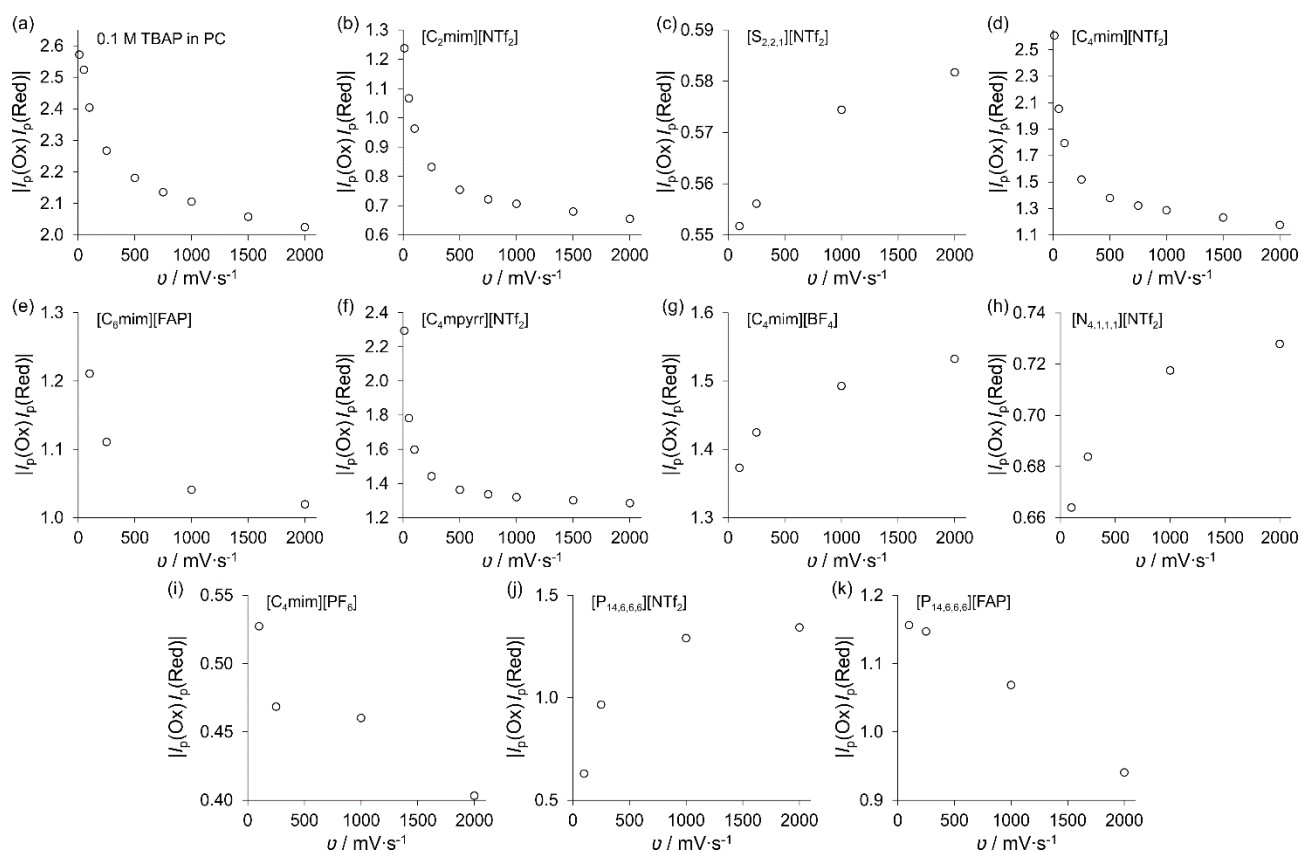 (a) 0.1 M TBAP in PC
|Iₚ(Ox) Iₚ(Red)|
2.6
2.5
2.4
2.3
2.2
2.1
2.0
0 500 1000 1500 2000
υ / mV·s⁻¹
(b) [C₂mim][NTf₂]
|Iₚ(Ox) Iₚ(Red)|
1.3
1.2
1.1
1.0
0.9
0.8
0.7
0.6
0 500 1000 1500 2000
υ / mV·s⁻¹
(c) [S₂,₂,₁][NTf₂]
|Iₚ(Ox) Iₚ(Red)|
0.59
0.58
0.57
0.56
0.55
0 500 1000 1500 2000
υ / mV·s⁻¹
(d) [C₄mim][NTf₂]
|Iₚ(Ox) Iₚ(Red)|
2.5
2.3
2.1
1.9
1.7
1.5
1.3
1.1
0 500 1000 1500 2000
υ / mV·s⁻¹
(e) [C₆mim][FAP]
|Iₚ(Ox) Iₚ(Red)|
1.3
1.2
1.1
1.0
0 500 1000 1500 2000
υ / mV·s⁻¹
(f) [C₄mpyrr][NTf₂]
|Iₚ(Ox) Iₚ(Red)|
2.4
2.2
2.0
1.8
1.6
1.4
1.2
0 500 1000 1500 2000
υ / mV·s⁻¹
(g) [C₄mim][BF₄]
|Iₚ(Ox) Iₚ(Red)|
1.6
1.5
1.4
1.3
0 500 1000 1500 2000
υ / mV·s⁻¹
(h) [N₄,₁,₁,₁][NTf₂]
|Iₚ(Ox) Iₚ(Red)|
0.74
0.72
0.70
0.68
0.66
0 500 1000 1500 2000
υ / mV·s⁻¹
(i) [C₄mim][PF₆]
|Iₚ(Ox) Iₚ(Red)|
0.55
0.50
0.45
0.40
0 500 1000 1500 2000
υ / mV·s⁻¹
(j) [P₁₄,₆,₆,₆][NTf₂]
|Iₚ(Ox) Iₚ(Red)|
1.5
1.0
0.5
0 500 1000 1500 2000
υ / mV·s⁻¹
(k) [P₁₄,₆,₆,₆][FAP]
|Iₚ(Ox) Iₚ(Red)|
1.2
1.1
1.0
0.9
0 500 1000 1500 2000
υ / mV·s⁻¹